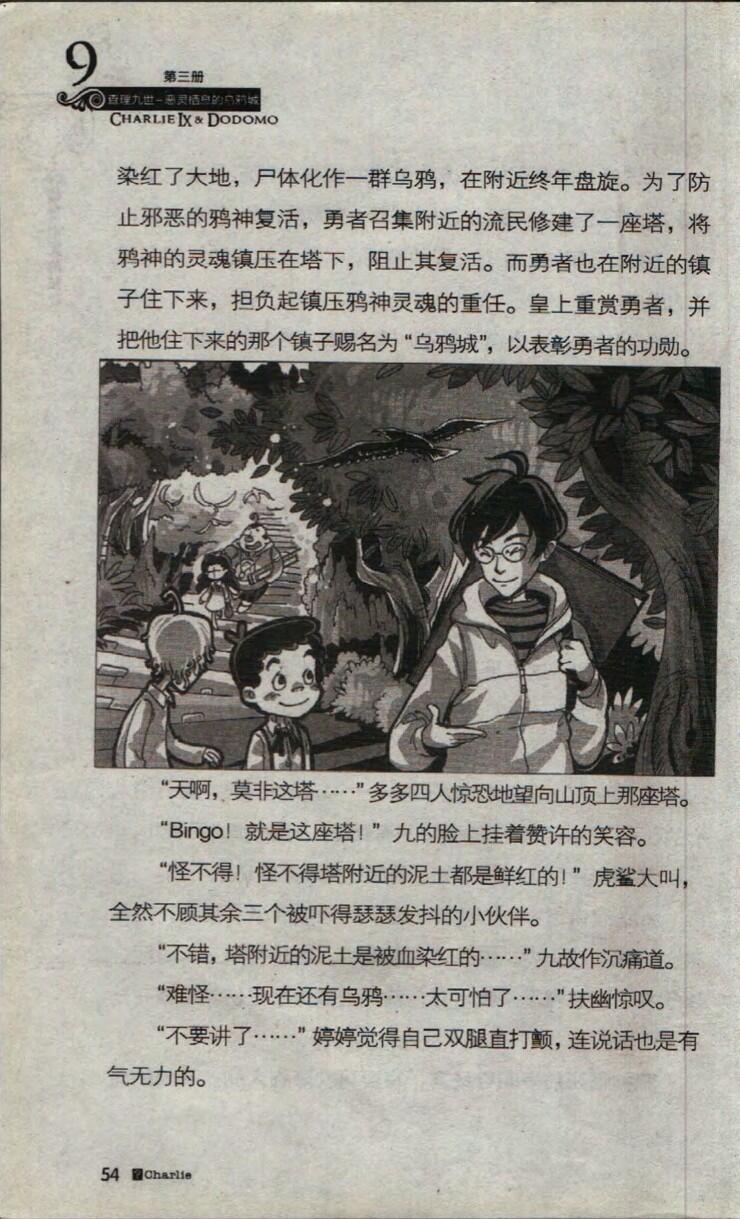 9
第三册
查理九世-恶灵栖息的乌鸦城
CHARLIE IX & DODOMO
染红了大地，尸体化作一群乌鸦，在附近终年盘旋。为了防
止邪恶的鸦神复活，勇者召集附近的流民修建了一座塔，将
鸦神的灵魂镇压在塔下，阻止其复活。而勇者也在附近的镇
子住下来，担负起镇压鸦神灵魂的重任。皇上重赏勇者，并
把他住下来的那个镇子赐名为“乌鸦城”，以表彰勇者的功勋。
“天啊，莫非这塔……”多多四人惊恐地望向山顶上那座塔。
“Bingo！就是这座塔！”九的脸上挂着赞许的笑容。
“怪不得！怪不得塔附近的泥土都是鲜红的！”虎鲨大叫，
全然不顾其余三个被吓得瑟瑟发抖的小伙伴。
“不错，塔附近的泥土是被血染红的……”九故作沉痛道。
“难怪……现在还有乌鸦……太可怕了……”扶幽惊叹。
“不要讲了……”婷婷觉得自己双腿直打颤，连说话也是有
气无力的。
54 Charlie